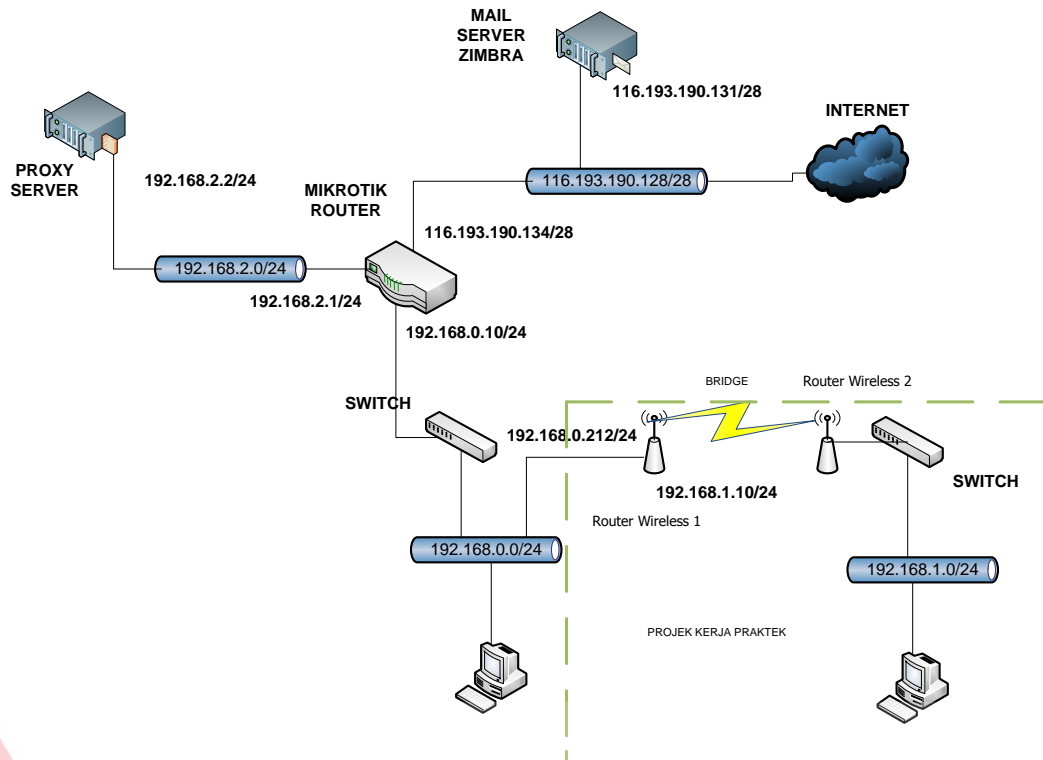 MAIL
SERVER
ZIMBRA
116.193.190.131/28
INTERNET
PROXY
SERVER
192.168.2.2/24
MIKROTIK
ROUTER
116.193.190.128/28
116.193.190.134/28
192.168.2.0/24
192.168.2.1/24
192.168.0.10/24
BRIDGE
Router Wireless 2
SWITCH
192.168.0.212/24
SWITCH
192.168.1.10/24
Router Wireless 1
192.168.0.0/24
192.168.1.0/24
PROJEK KERJA PRAKTEK